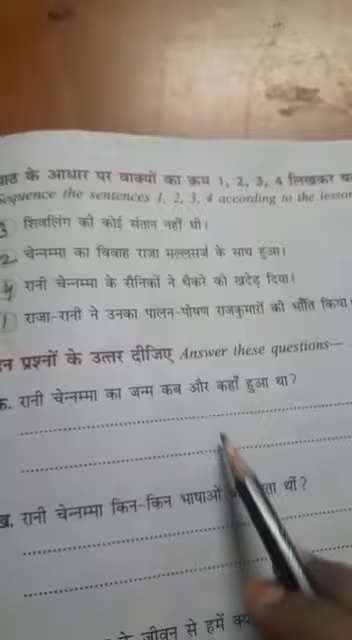 पाठ के आधार पर वाक्यों का क्रम 1, 2, 3, 4 लिखकर
Sequence the sentences 1, 2, 3, 4 according to the lesson
3 शिवलिंग की कोई संतान नहीं थी।
2 चेन्नम्मा का विवाह राजा मल्लसर्ज के साथ हुआ।
4 रानी चेन्नम्मा के सैनिकों ने थैकरे को खदेड़ दिया।
1 राजा-रानी ने उनका पालन-पोषण राजकुमारों की भाँति किया
प्रश्नों के उत्तर दीजिए Answer these questions—
क. रानी चेन्नम्मा का जन्म कब और कहाँ हुआ था?
ख. रानी चेन्नम्मा किन-किन भाषाओं थीं?
जीवन से हमें